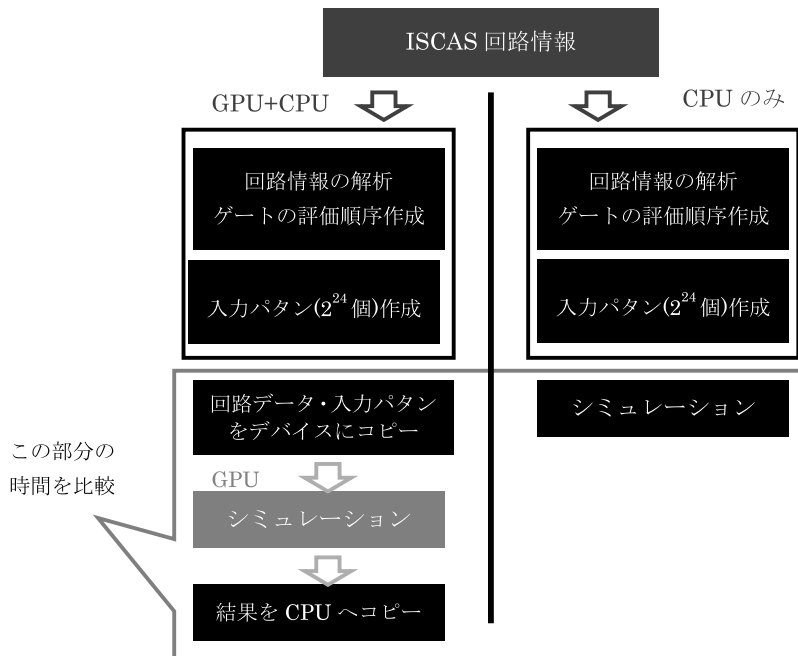 ISCAS 回路情報
GPU+CPU
CPU のみ
回路情報の解析
ゲートの評価順序作成
入力パタン(2^24 個)作成
回路情報の解析
ゲートの評価順序作成
入力パタン(2^24 個)作成
この部分の
時間を比較
回路データ・入力パタン
をデバイスにコピー
GPU
シミュレーション
結果を CPU へコピー
シミュレーション